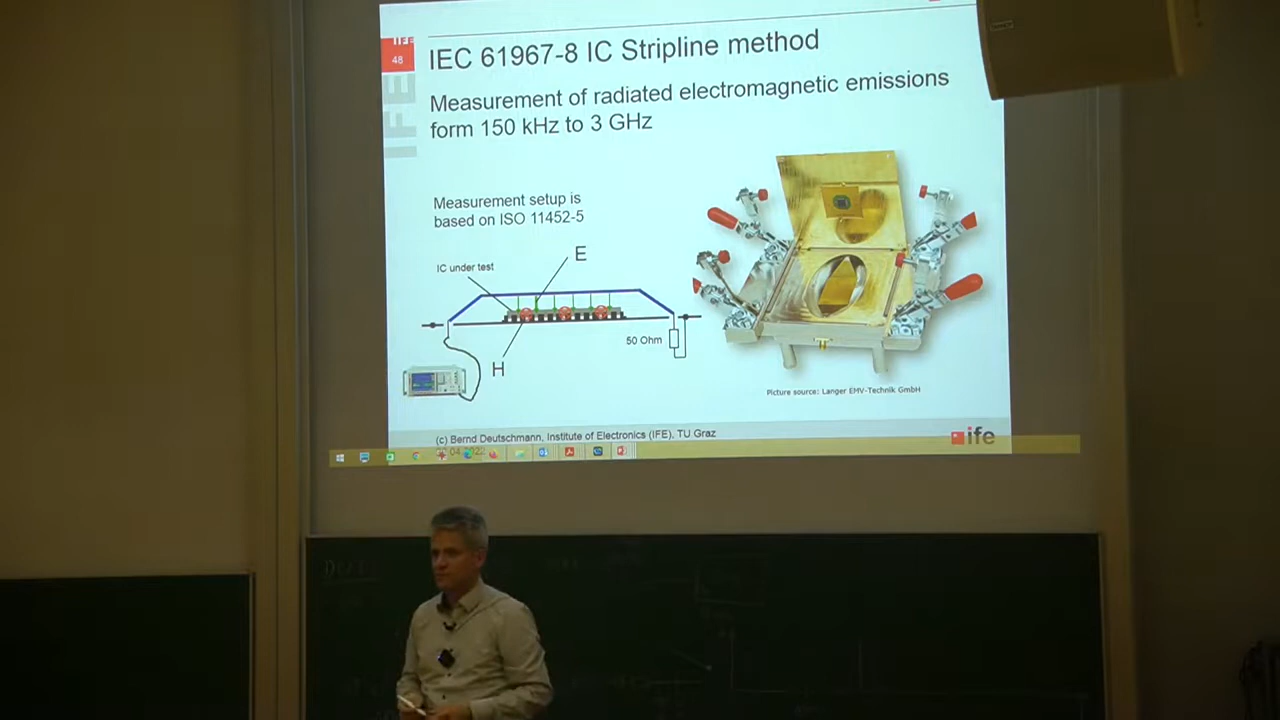 IFE
48
IFE
IEC 61967-8 IC Stripline method
Measurement of radiated electromagnetic emissions
form 150 kHz to 3 GHz
Measurement setup is
based on ISO 11452-5
IC under test
E
H
50 Ohm
Picture source: Langer EMV-Technik GmbH
(c) Bernd Deutschmann, Institute of Electronics (IFE), TU Graz
ife